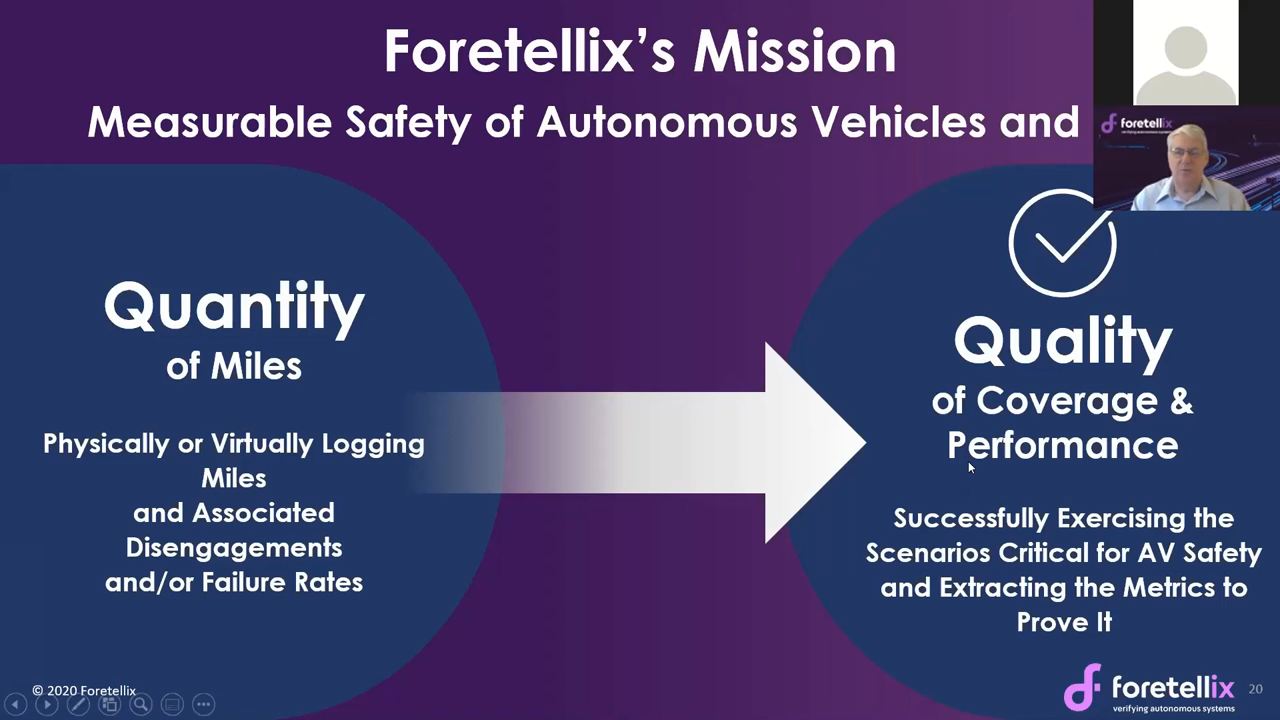 Foretellix's Mission
Measurable Safety of Autonomous Vehicles and
foretellix
Quantity
of Miles
Physically or Virtually Logging
Miles
and Associated
Disengagements
and/or Failure Rates
Quality
of Coverage &
Performance
Successfully Exercising the
Scenarios Critical for AV Safety
and Extracting the Metrics to
Prove It
© 2020 Foretellix
foretellix
verifying autonomous systems
20